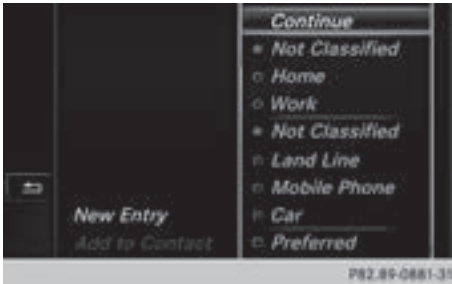 Continue
Not Classified
Home
Work
Not Classified
Land Line
Mobile Phone
Car
Preferred
New Entry
Add to Contact
P82.89-0881-31